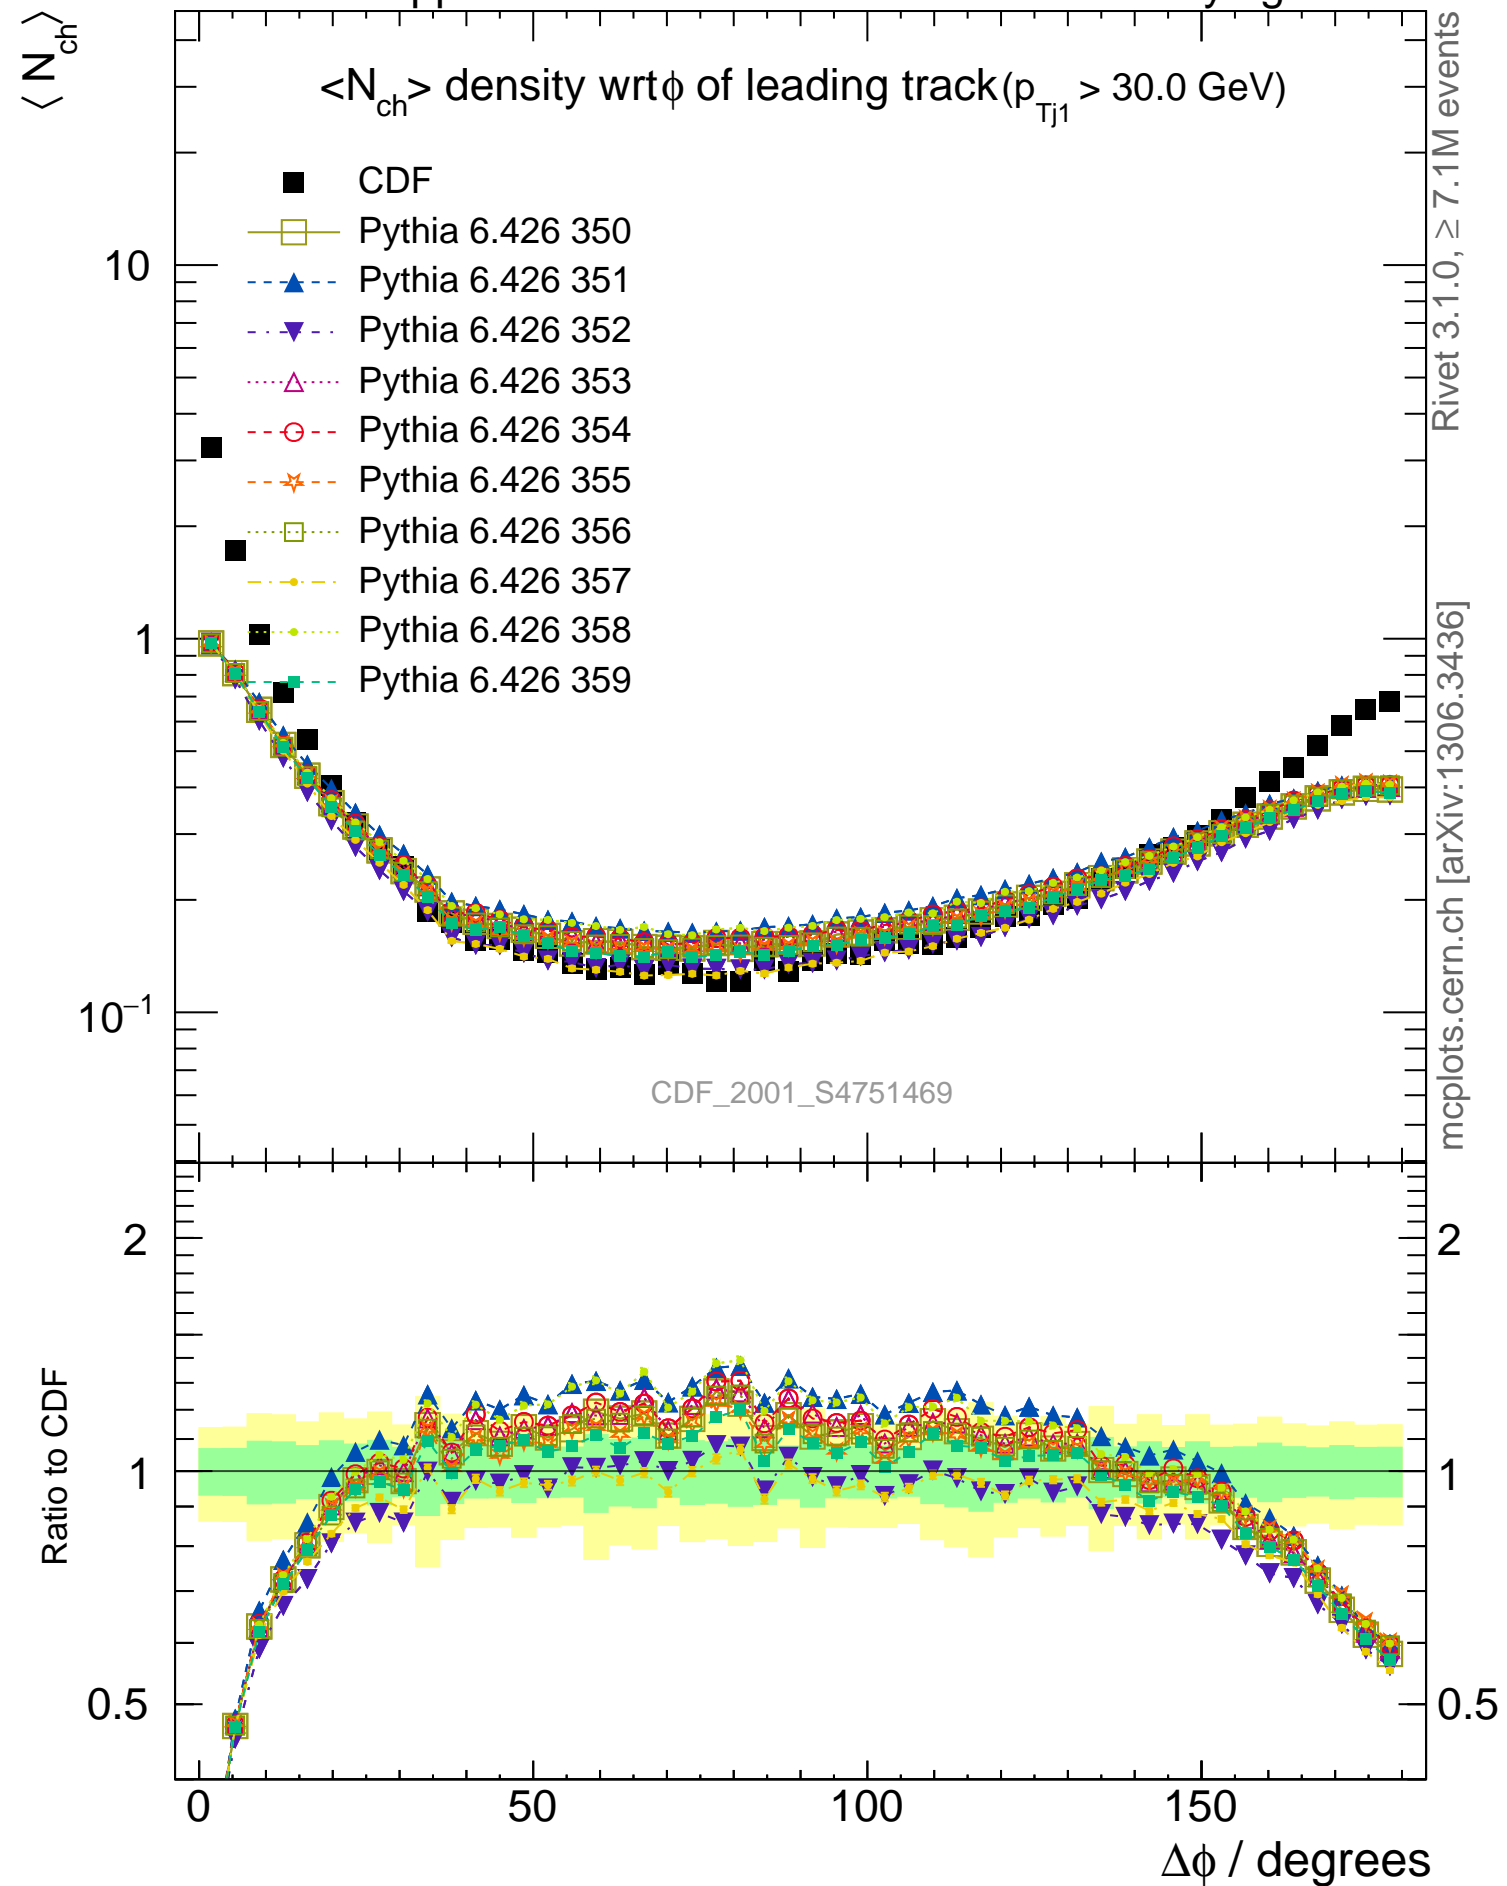 ⟨ N_ch ⟩
<N_ch> density wrtϕ of leading track(p_Tj1 > 30.0 GeV)
CDF
Pythia 6.426 350
Pythia 6.426 351
Pythia 6.426 352
Pythia 6.426 353
Pythia 6.426 354
Pythia 6.426 355
Pythia 6.426 356
Pythia 6.426 357
Pythia 6.426 358
Pythia 6.426 359
10
1
10⁻¹
CDF_2001_S4751469
Rivet 3.1.0, ≥ 7.1M events
mcplots.cern.ch [arXiv:1306.3436]
Ratio to CDF
2
1
0.5
2
1
0.5
0
50
100
150
Δϕ / degrees